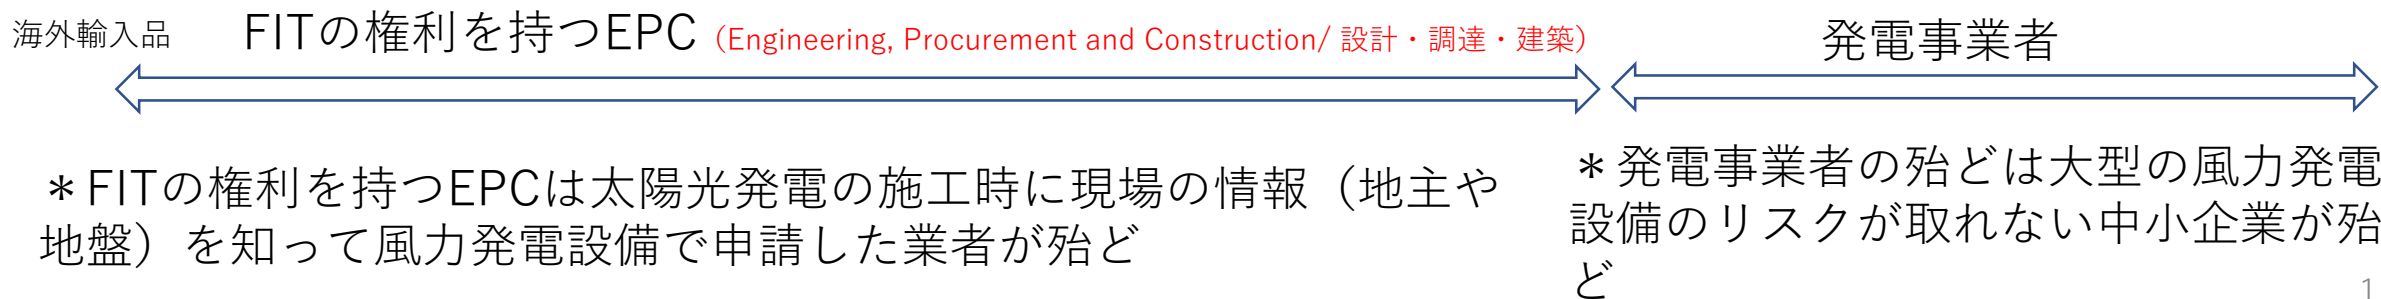 海外輸入品
FITの権利を持つEPC（Engineering, Procurement and Construction/ 設計・調達・建築）
発電事業者
＊FITの権利を持つEPCは太陽光発電の施工時に現場の情報（地主や
地盤）を知って風力発電設備で申請した業者が殆ど
＊発電事業者の殆どは大型の風力発電
設備のリスクが取れない中小企業が殆
ど
1